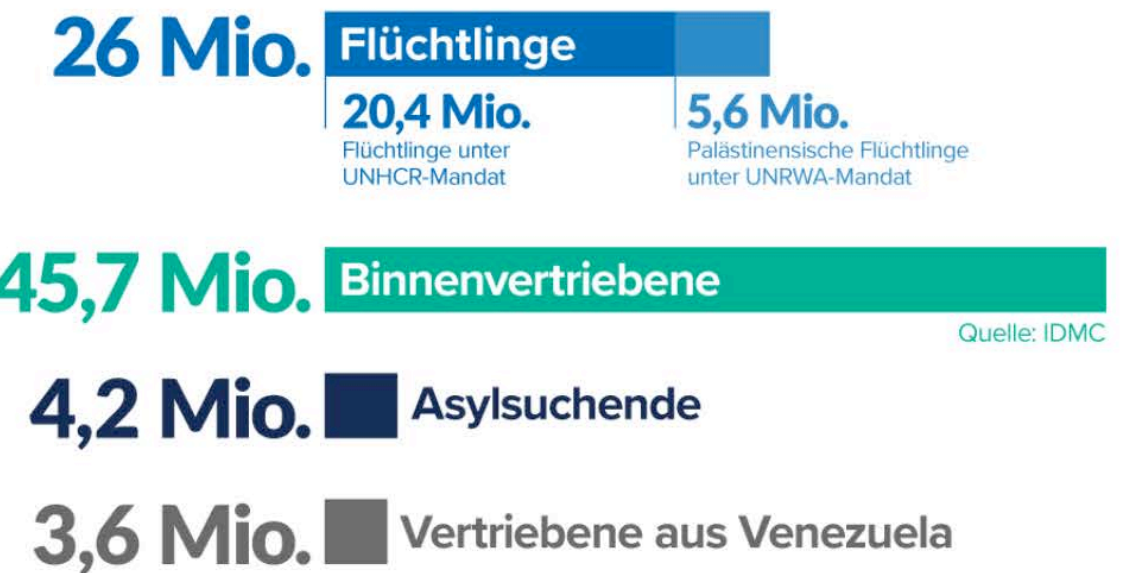 26 Mio. Flüchtlinge
20,4 Mio.
Flüchtlinge unter
UNHCR-Mandat
5,6 Mio.
Palästinensische Flüchtlinge
unter UNRWA-Mandat
45,7 Mio. Binnenvertriebene
Quelle: IDMC
4,2 Mio. Asylsuchende
3,6 Mio. Vertriebene aus Venezuela